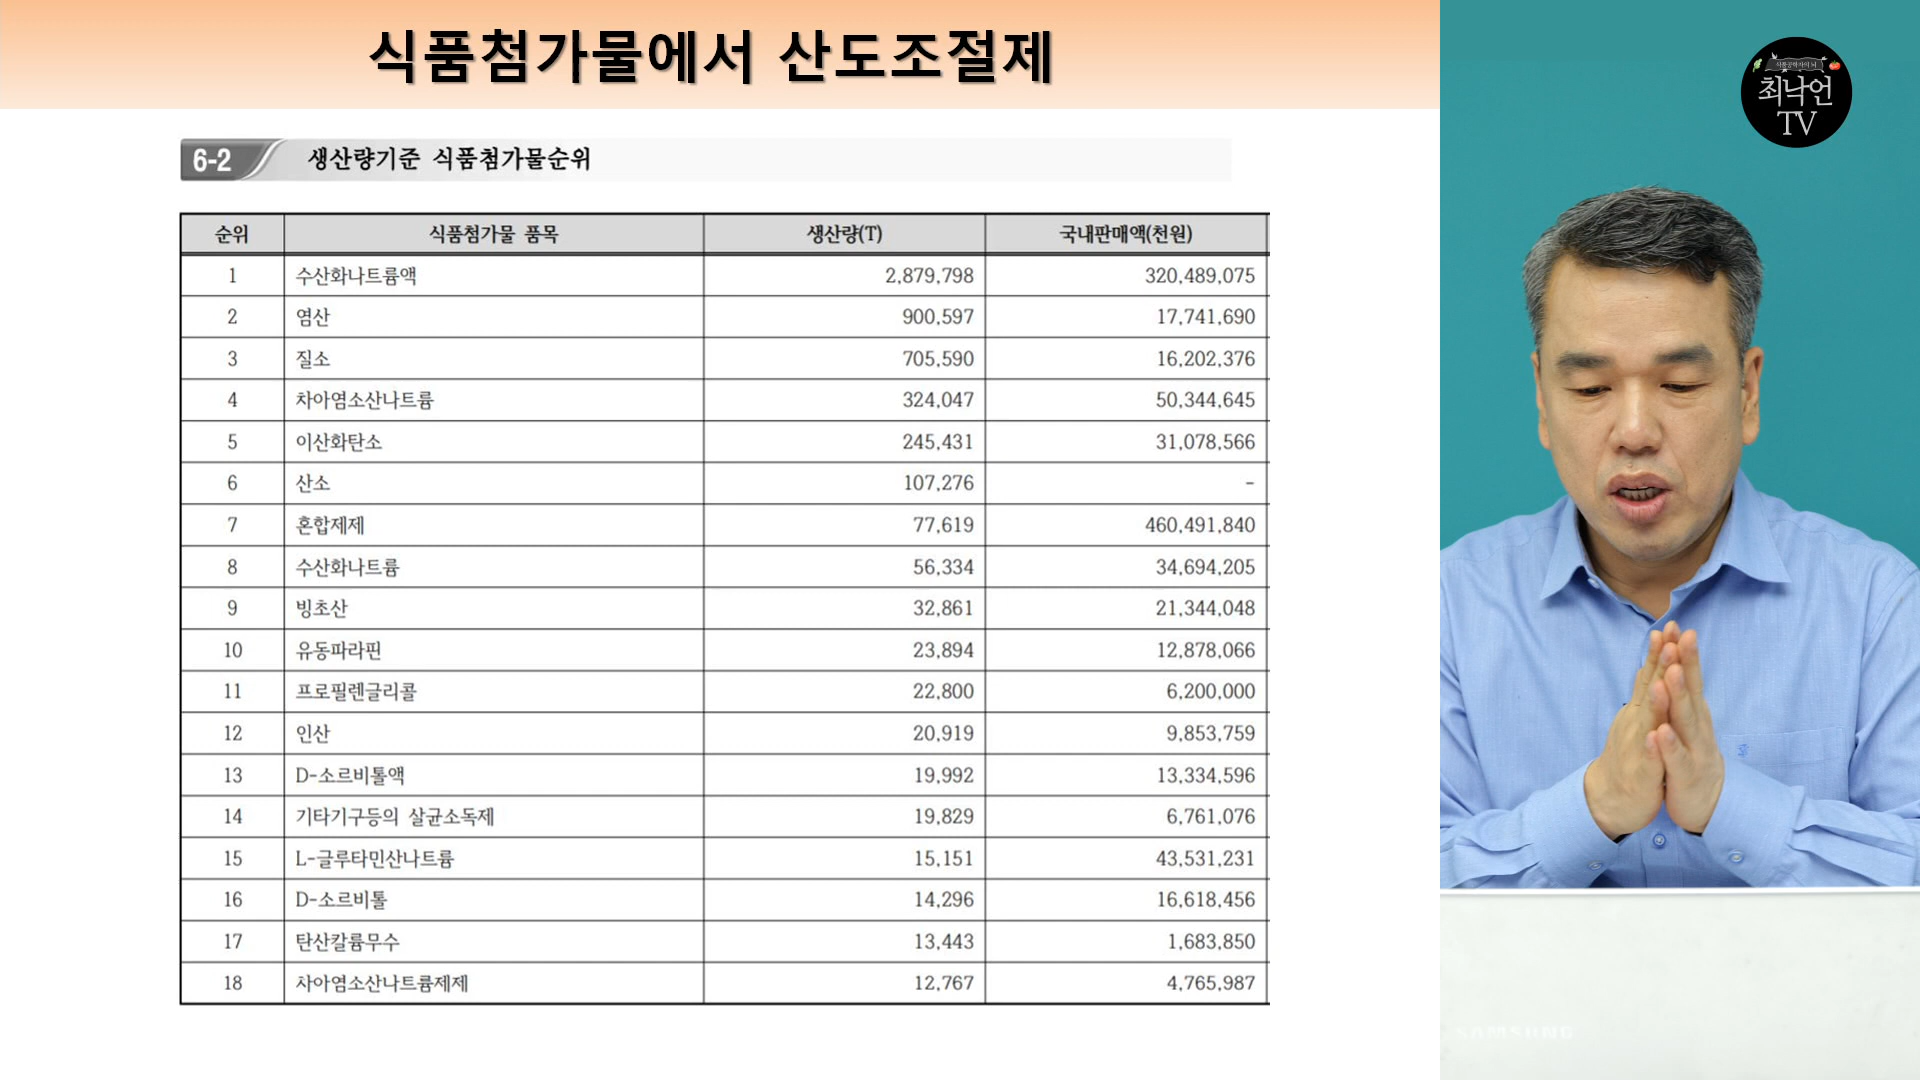 식품첨가물에서 산도조절제
최낙언
TV
6-2 생산량기준 식품첨가물순위
순위 식품첨가물 품목 생산량(T) 국내판매액(천원)
1 수산화나트륨액 2,879,798 320,489,075
2 염산 900,597 17,741,690
3 질소 705,590 16,202,376
4 차아염소산나트륨 324,047 50,344,645
5 이산화탄소 245,431 31,078,566
6 산소 107,276 -
7 혼합제제 77,619 460,491,840
8 수산화나트륨 56,334 34,694,205
9 빙초산 32,861 21,344,048
10 유동파라핀 23,894 12,878,066
11 프로필렌글리콜 22,800 6,200,000
12 인산 20,919 9,853,759
13 D-소르비톨액 19,992 13,334,596
14 기타기구등의 살균소독제 19,829 6,761,076
15 L-글루타민산나트륨 15,151 43,531,231
16 D-소르비톨 14,296 16,618,456
17 탄산칼륨무수 13,443 1,683,850
18 차아염소산나트륨제제 12,767 4,765,987
SAMSUNG